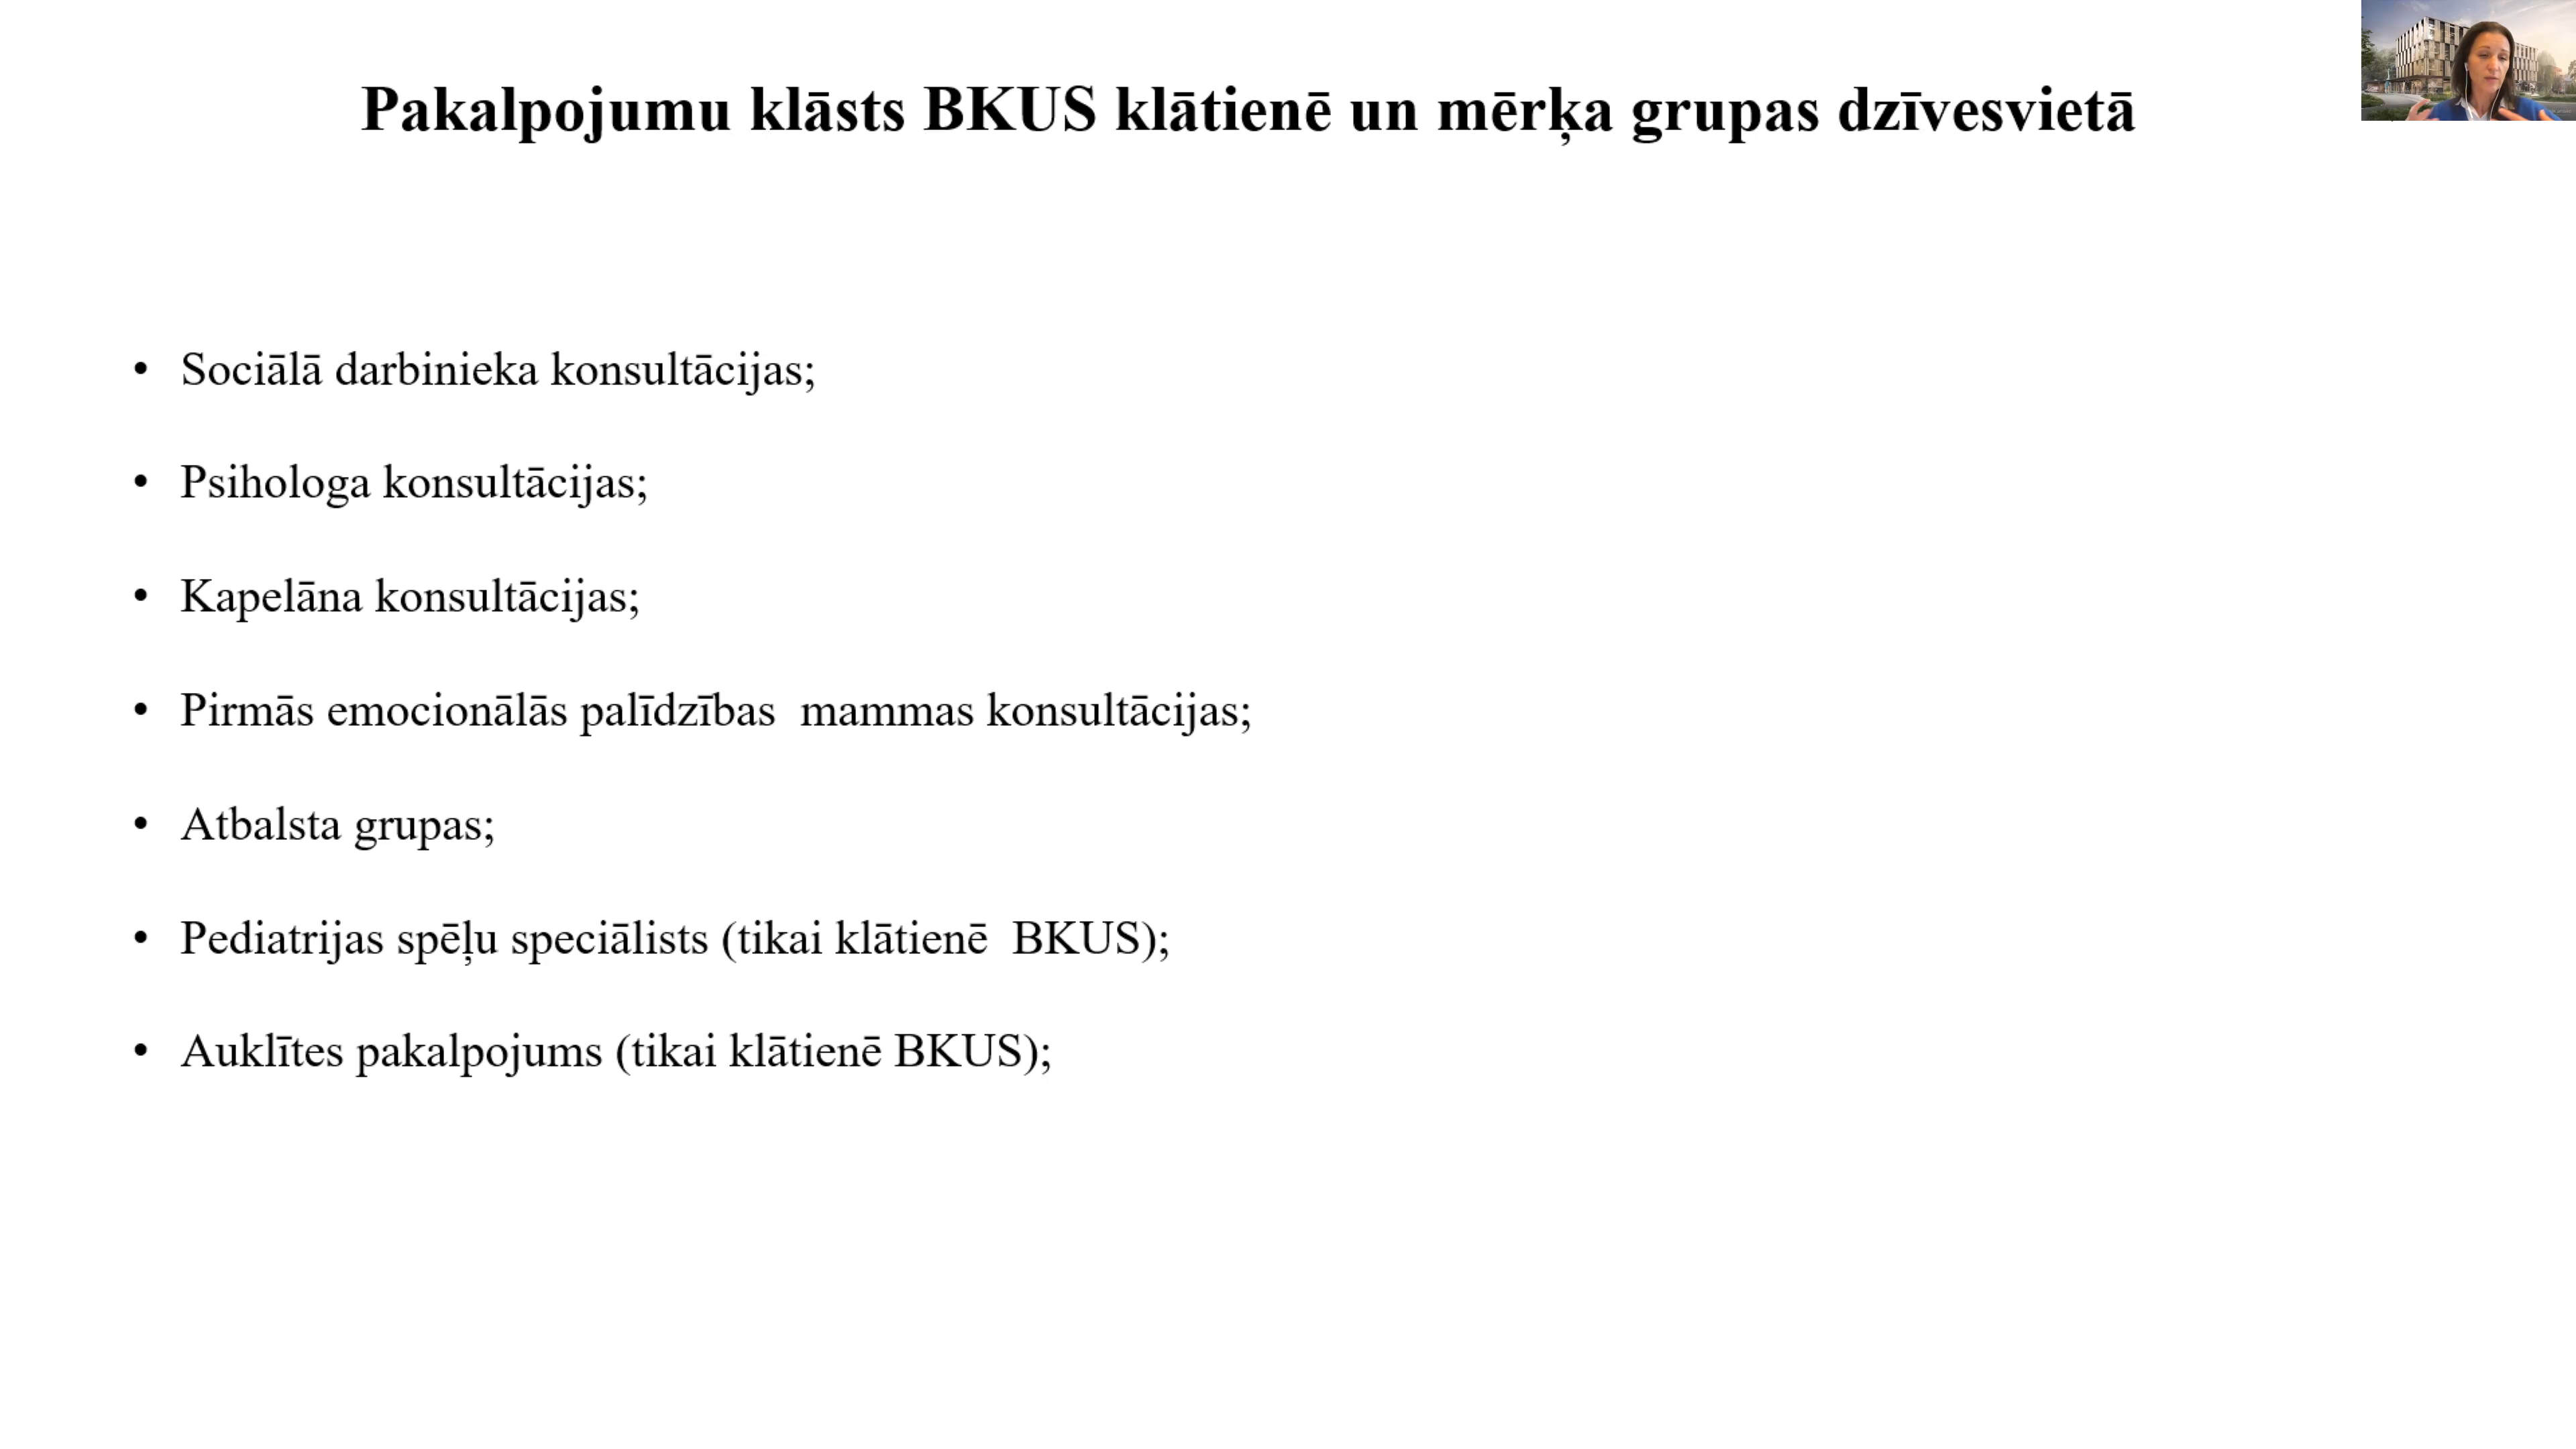 Pakalpojumu klāsts BKUS klātienē un mērķa grupas dzīvesvietā
• Sociālā darbinieka konsultācijas;
• Psihologa konsultācijas;
• Kapelāna konsultācijas;
• Pirmās emocionālās palīdzības  mammas konsultācijas;
• Atbalsta grupas;
• Pediatrijas spēļu speciālists (tikai klātienē  BKUS);
• Auklītes pakalpojums (tikai klātienē BKUS);